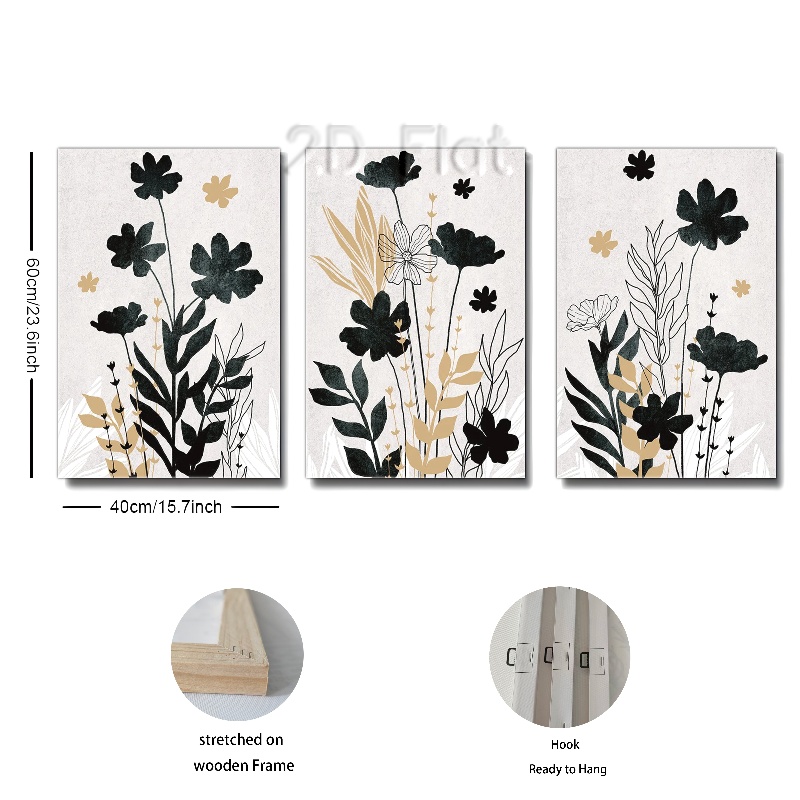 2D Flat.
60cm/23.6inch
40cm/15.7inch
stretched on
wooden Frame
Hook
Ready to Hang